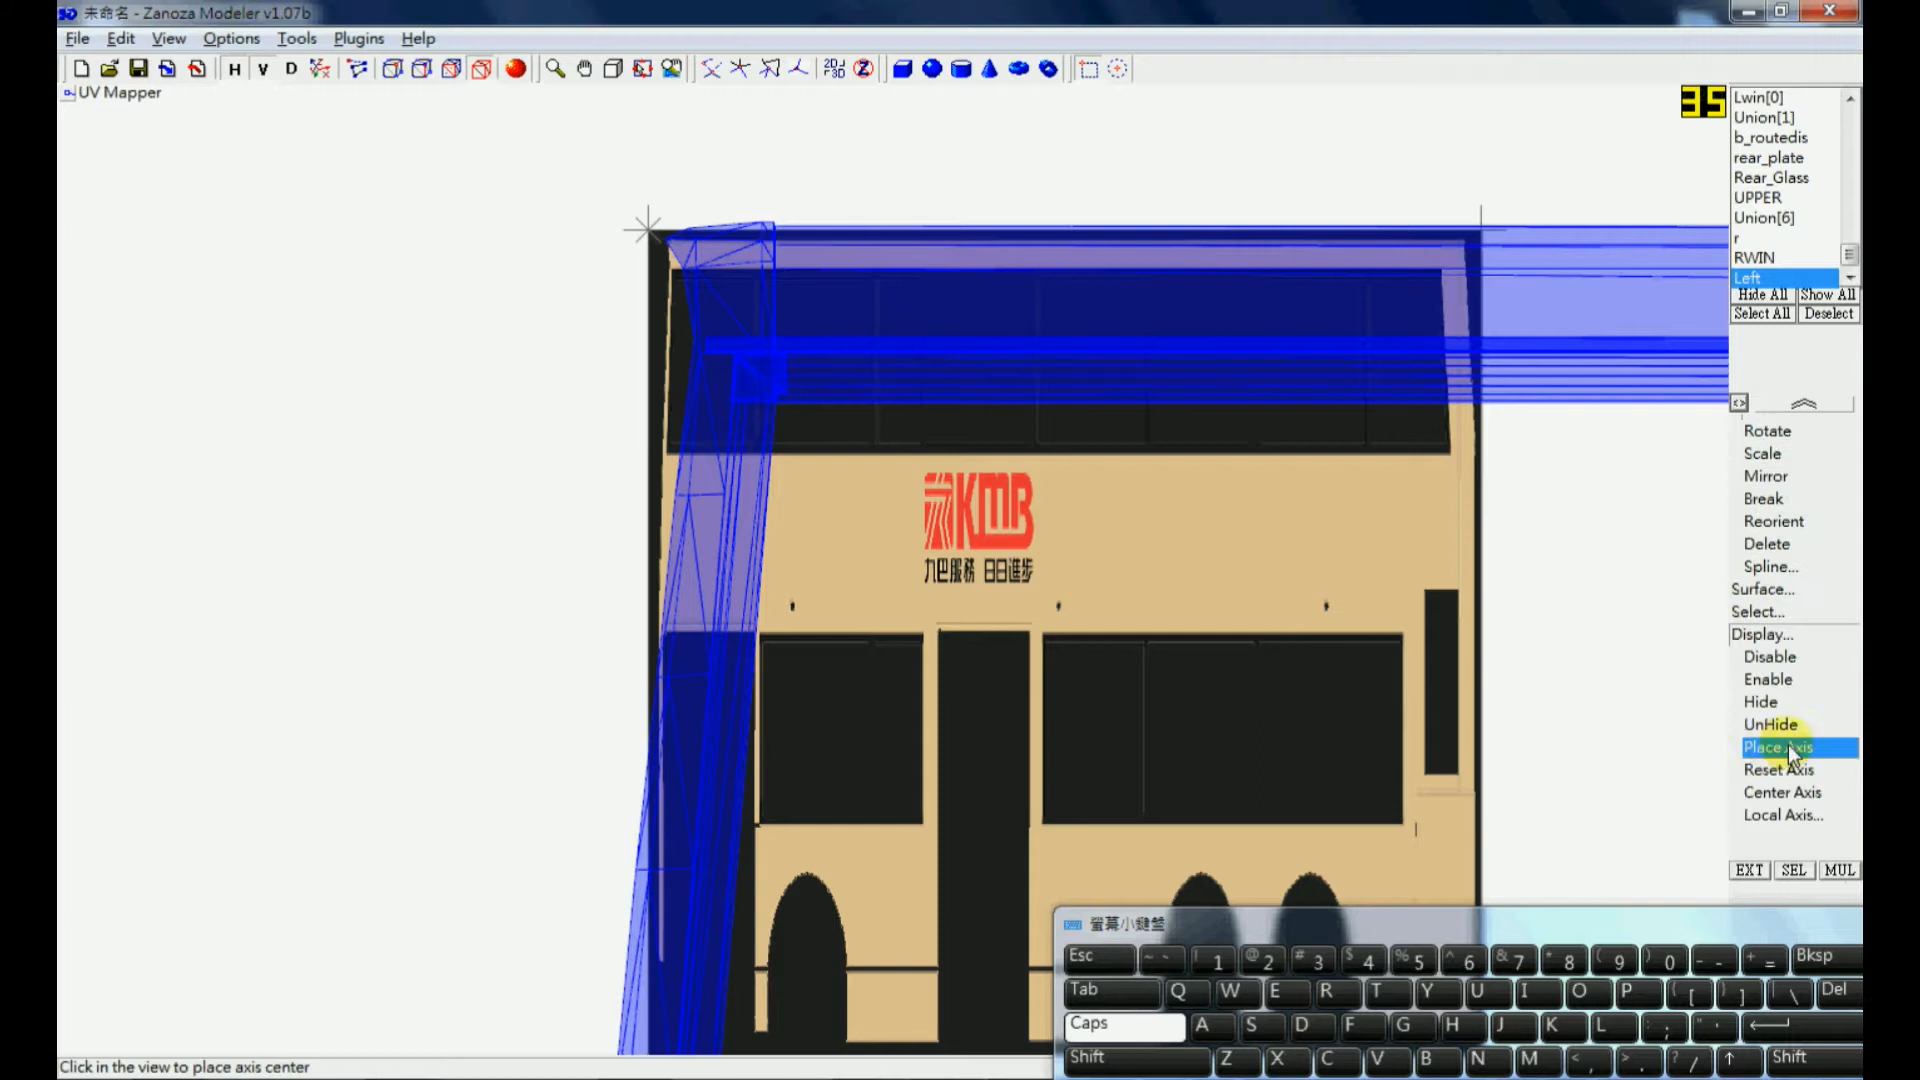 未命名 - Zanoza Modeler v1.07b
File Edit View Options Tools Plugins Help
H V D
UV Mapper
35
Lwin[0]
Union[1]
b_routedis
rear_plate
Rear_Glass
UPPER
Union[6]
r
RWIN
Left
Hide All Show All
Select All Deselect
Rotate
Scale
Mirror
Break
Reorient
Delete
Spline...
Surface...
Select...
Display...
Disable
Enable
Hide
UnHide
Place Axis
Reset Axis
Center Axis
Local Axis...
EXT SEL MUL
KMB
九巴服務 日日進步
螢幕小鍵盤
Esc ~ ` ! 1 @ 2 # 3 $ 4 % 5 ^ 6 & 7 * 8 ( 9 ) 0 - + = Bksp
Tab Q W E R T Y U I O P { [ } ] | \ Del
Caps A S D F G H J K L : ; " '
Shift Z X C V B N M < , > . ? / Shift
Click in the view to place axis center